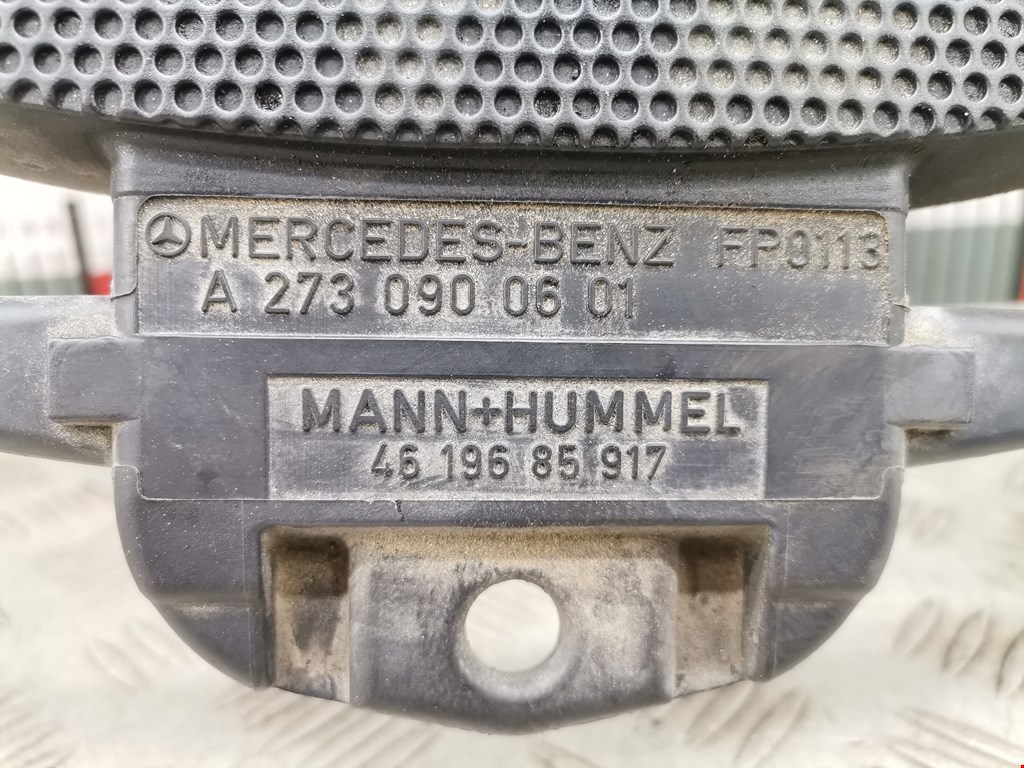 MERCEDES-BENZ FP0113
A 273 090 06 01
MANN+HUMMEL
46 196 85 917